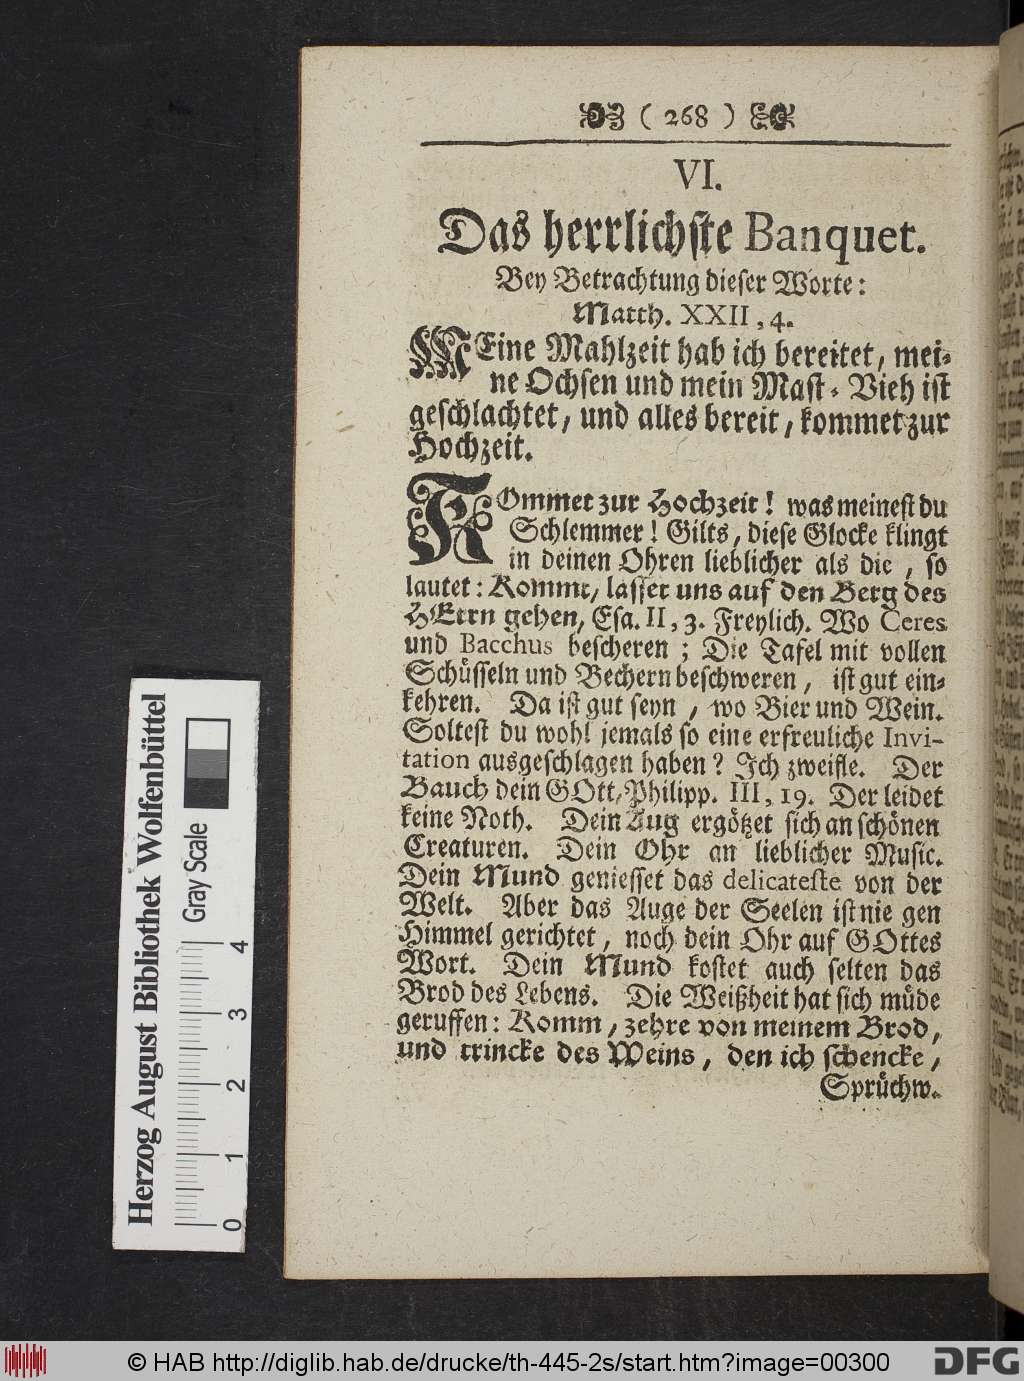 ( 268 )
VI.
Das herrlichste Banquet.
Bey Betrachtung dieser Worte:
Matth. XXII, 4.
MEine Mahlzeit hab ich bereitet, mei-
ne Ochsen und mein Mast-Vieh ist
geschlachtet, und alles bereit, kommet zur
Hochzeit.
KOmmet zur Hochzeit! was meinest du
Schlemmer! Gilts, diese Glocke klingt
in deinen Ohren lieblicher als die, so
lautet: Kommt, lasset uns auf den Berg des
HErrn gehen, Esa. II, 3. Freylich. Wo Ceres
und Bacchus bescheren; Die Tafel mit vollen
Schüsseln und Bechern beschweren, ist gut ein-
kehren. Da ist gut seyn, wo Bier und Wein.
Soltest du wohl jemals so eine erfreuliche Invi-
tation ausgeschlagen haben? Ich zweifle. Der
Bauch dein GOtt, Philipp. III, 19. Der leidet
keine Noth. Dein Aug ergötzet sich an schönen
Creaturen. Dein Ohr an lieblicher Music.
Dein Mund geniesset das delicateste von der
Welt. Aber das Auge der Seelen ist nie gen
Himmel gerichtet, noch dein Ohr auf GOttes
Wort. Dein Mund kostet auch selten das
Brod des Lebens. Die Weißheit hat sich müde
geruffen: Komm, zehre von meinem Brod,
und trincke des Weins, den ich schencke,
Sprüchw.
Herzog August Bibliothek Wolfenbüttel
Gray Scale
0 1 2 3 4
© HAB http://diglib.hab.de/drucke/th-445-2s/start.htm?image=00300
DFG